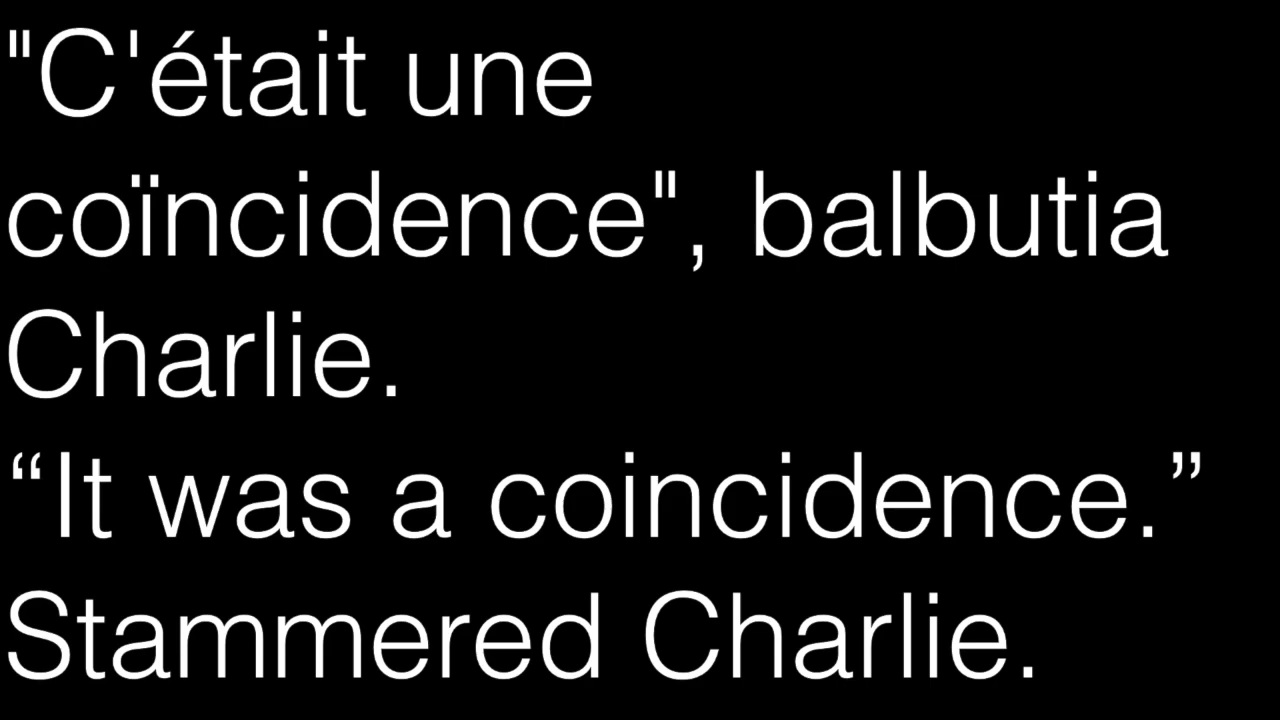 "C'était une
coïncidence", balbutia
Charlie.
“It was a coincidence.”
Stammered Charlie.